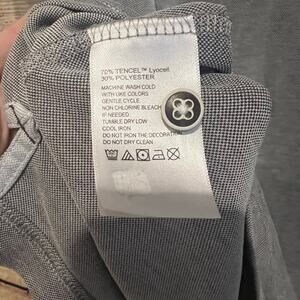 70% TENCEL™ Lyocell
30% POLYESTER
MACHINE WASH COLD
WITH LIKE COLORS
GENTLE CYCLE
NON CHLORINE BLEACH
IF NEEDED
TUMBLE DRY LOW
COOL IRON
DO NOT IRON THE DECORATION
DO NOT DRY CLEAN